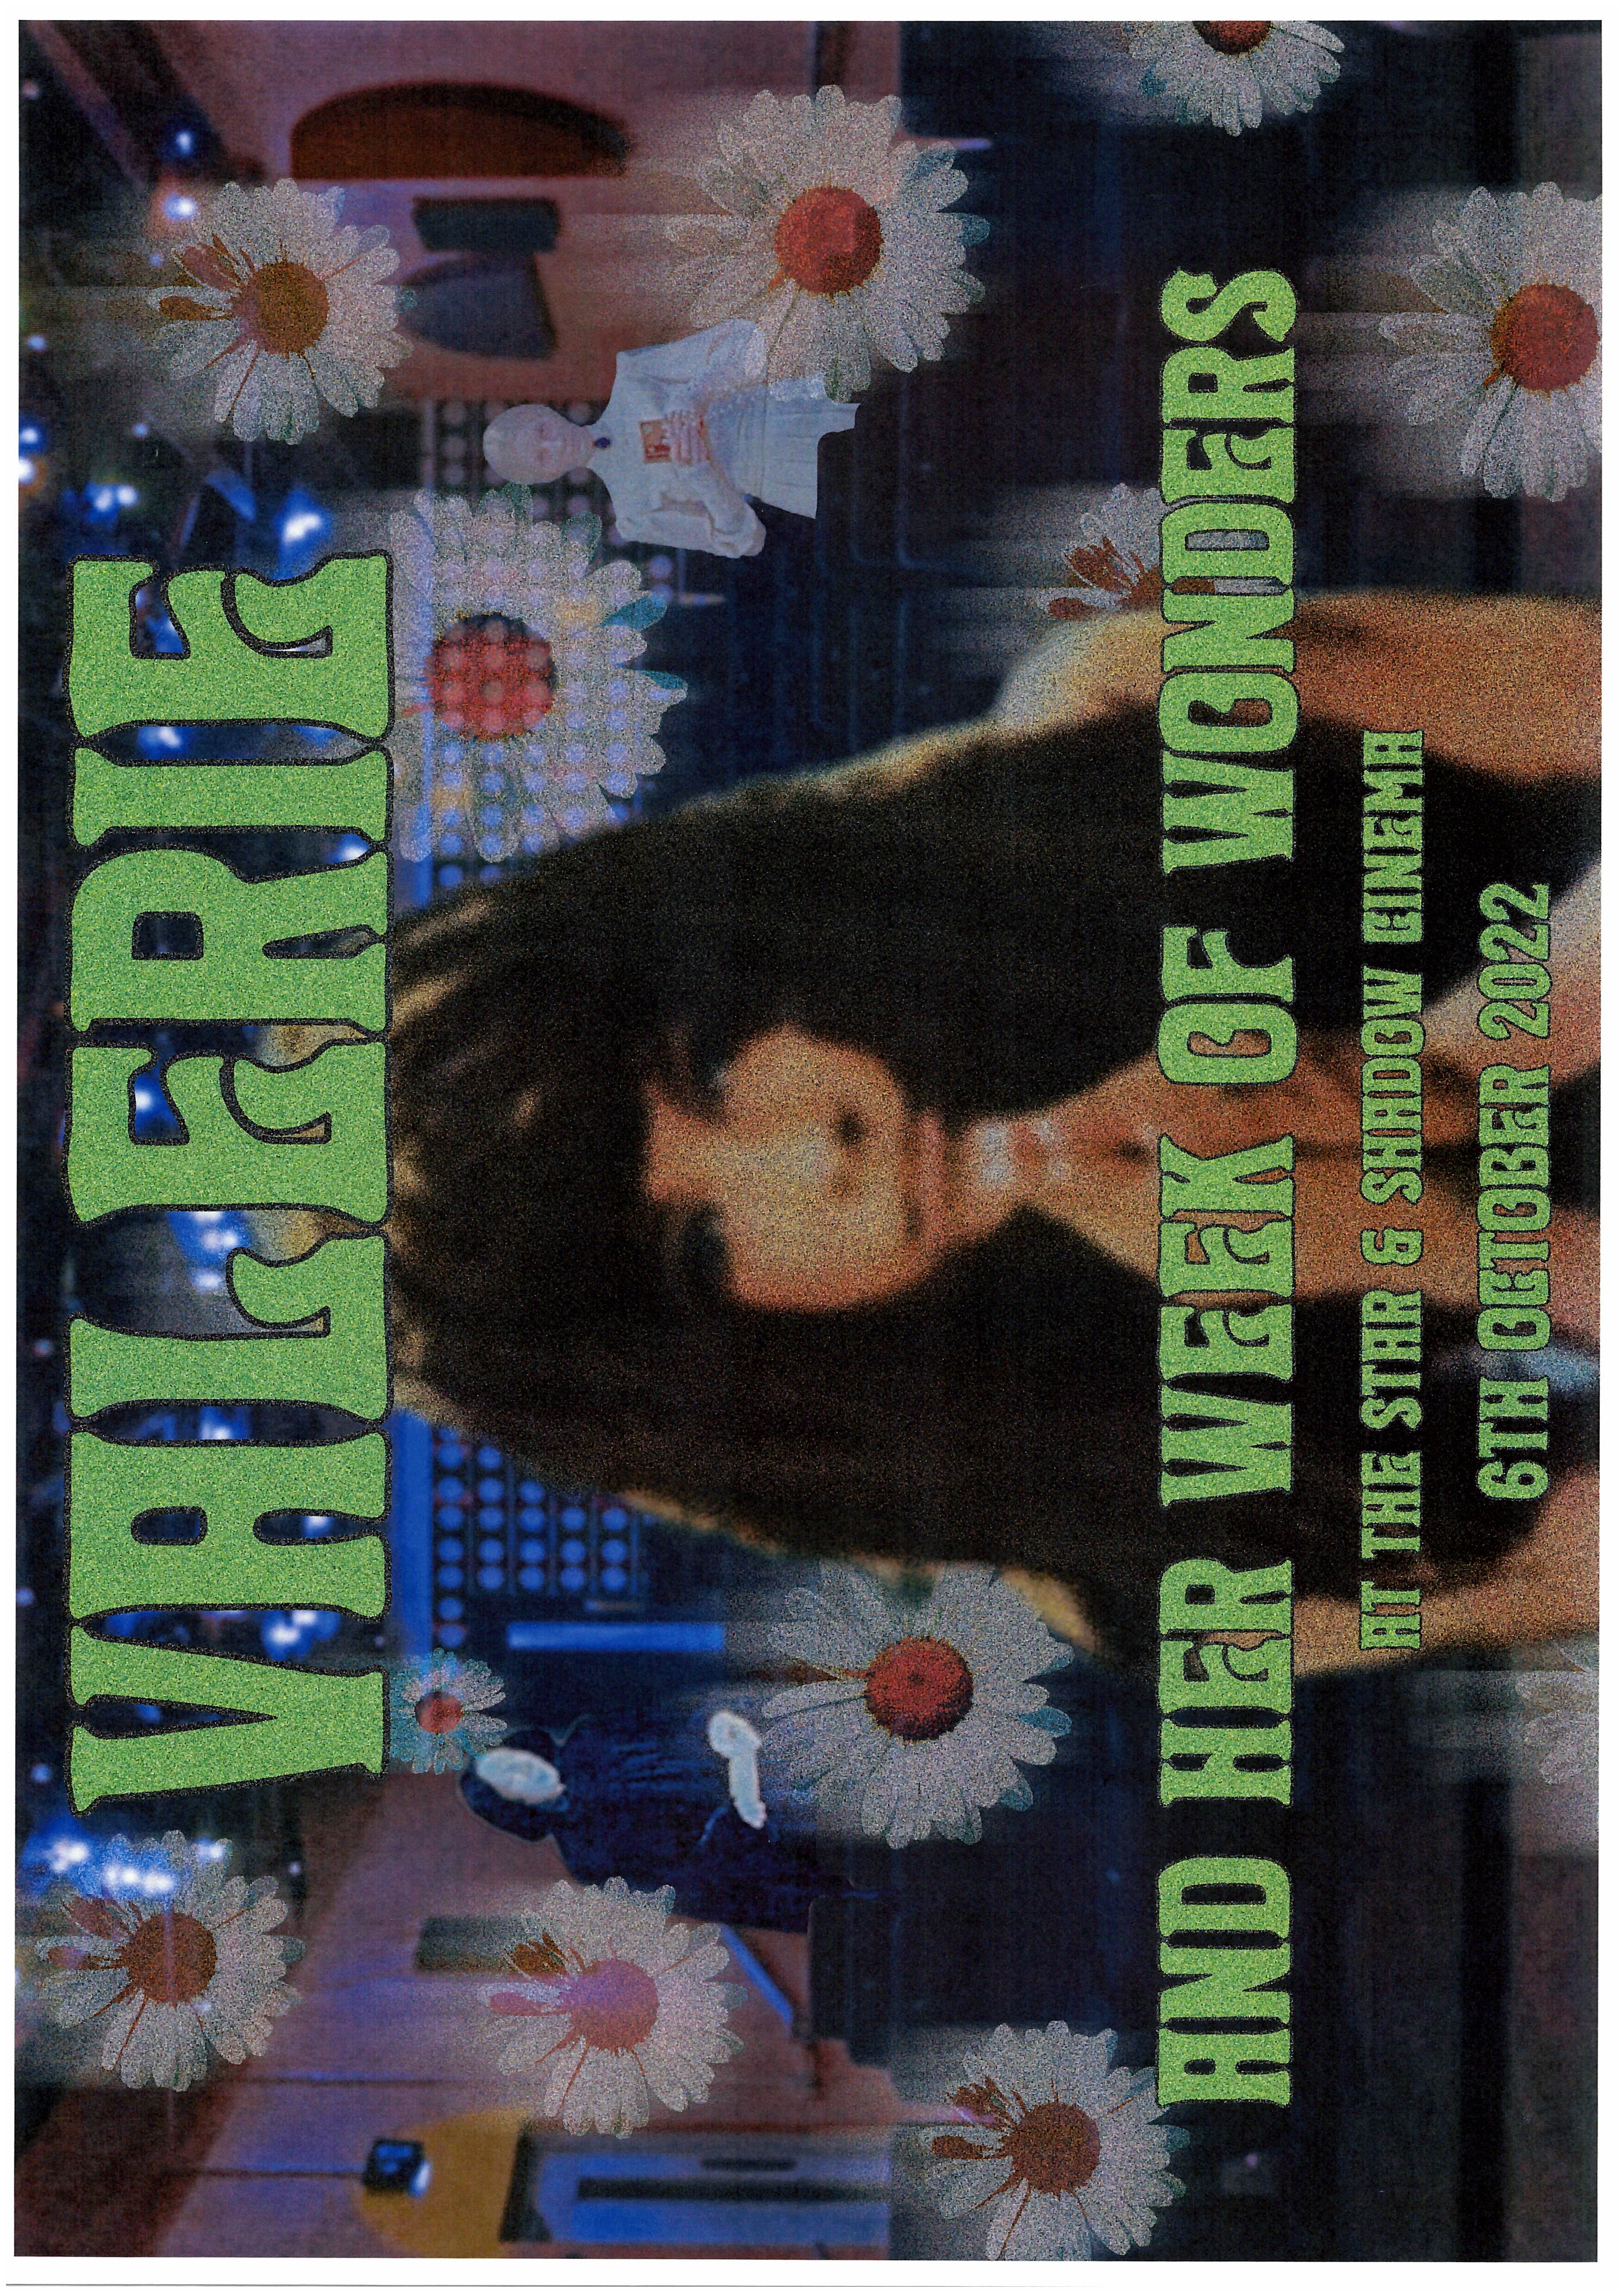 VALERIE
AND HER WEEK OF WONDERS
AT THE STAR & SHADOW CINEMA
6TH OCTOBER 2022